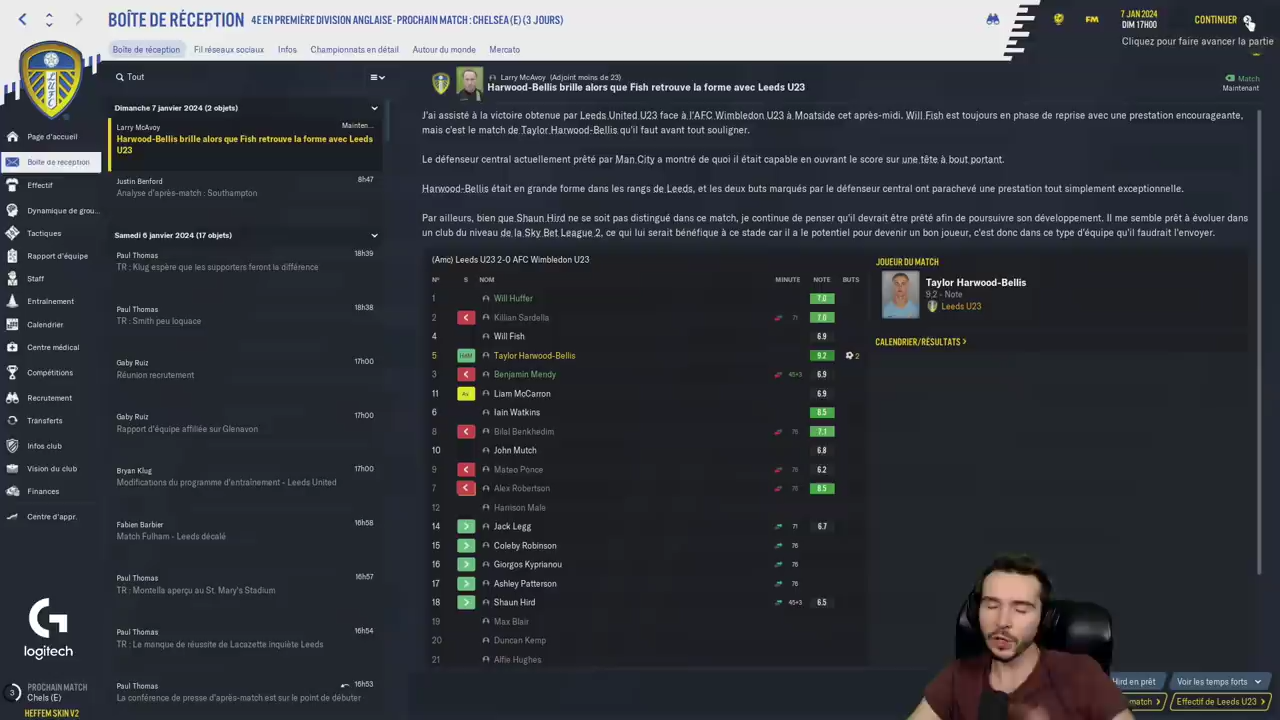 BOÎTE DE RÉCEPTION
4E EN PREMIÈRE DIVISION ANGLAISE - PROCHAIN MATCH : CHELSEA (E) (3 JOURS)
FM
7 JAN 2024
DIM 17H00
CONTINUER
Cliquez pour faire avancer la partie
Boîte de réception
Fil réseaux sociaux
Infos
Championnats en détail
Autour du monde
Mercato
Page d'accueil
Boîte de réception
Effectif
Dynamique de grou...
Tactiques
Rapport d'équipe
Staff
Entraînement
Calendrier
Centre médical
Compétitions
Recrutement
Transferts
Infos club
Vision du club
Finances
Centre d'appr.
logitech
3
PROCHAIN MATCH
Chels (E)
HEFFEM SKIN V2
Tout
Dimanche 7 janvier 2024 (2 objets)
Larry McAvoy
Mainten...
Harwood-Bellis brille alors que Fish retrouve la forme avec Leeds
U23
Justin Benford
8h47
Analyse d'après-match : Southampton
Samedi 6 janvier 2024 (17 objets)
Paul Thomas
18h39
TR : Klug espère que les supporters feront la différence
Paul Thomas
18h38
TR : Smith peu loquace
Gaby Ruiz
17h00
Réunion recrutement
Gaby Ruiz
17h00
Rapport d'équipe affiliée sur Glenavon
Bryan Klug
17h00
Modifications du programme d'entraînement - Leeds United
Fabien Barbier
16h58
Match Fulham - Leeds décalé
Paul Thomas
16h57
TR : Montella aperçu au St. Mary's Stadium
Paul Thomas
16h54
TR : Le manque de réussite de Lacazette inquiète Leeds
Paul Thomas
16h53
La conférence de presse d'après-match est sur le point de débuter
Larry McAvoy (Adjoint moins de 23)
Harwood-Bellis brille alors que Fish retrouve la forme avec Leeds U23
Match
Maintenant
J'ai assisté à la victoire obtenue par Leeds United U23 face à l'AFC Wimbledon U23 à Moatside cet après-midi. Will Fish est toujours en phase de reprise avec une prestation encourageante,
mais c'est le match de Taylor Harwood-Bellis qu'il faut avant tout souligner.
Le défenseur central actuellement prêté par Man City a montré de quoi il était capable en ouvrant le score sur une tête à bout portant.
Harwood-Bellis était en grande forme dans les rangs de Leeds, et les deux buts marqués par le défenseur central ont parachevé une prestation tout simplement exceptionnelle.
Par ailleurs, bien que Shaun Hird ne se soit pas distingué dans ce match, je continue de penser qu'il devrait être prêté afin de poursuivre son développement. Il me semble prêt à évoluer dans
un club du niveau de la Sky Bet League 2, ce qui lui serait bénéfique à ce stade car il a le potentiel pour devenir un bon joueur, c'est donc dans ce type d'équipe qu'il faudrait l'envoyer.
(Amc) Leeds U23 2-0 AFC Wimbledon U23
N° S NOM MINUTE NOTE BUTS
1 Will Huffer 7.0
2 Killian Sardella 71 7.0
4 Will Fish 6.9
5 HdM Taylor Harwood-Bellis 9.2 2
3 Benjamin Mendy 45+3 6.9
11 Av Liam McCarron 6.9
6 Iain Watkins 8.5
8 Bilal Benkhedim 76 7.1
10 John Mutch 6.8
9 Mateo Ponce 76 6.2
7 Alex Robertson 76 8.5
12 Harrison Male
14 Jack Legg 71 6.7
15 Coleby Robinson 76
16 Giorgos Kyprianou 76
17 Ashley Patterson 76
18 Shaun Hird 45+3 6.5
19 Max Blair
20 Duncan Kemp
21 Alfie Hughes
JOUEUR DU MATCH
Taylor Harwood-Bellis
9.2 - Note
Leeds U23
CALENDRIER/RÉSULTATS >
Hird en prêt
Voir les temps forts
match >
Effectif de Leeds U23 >